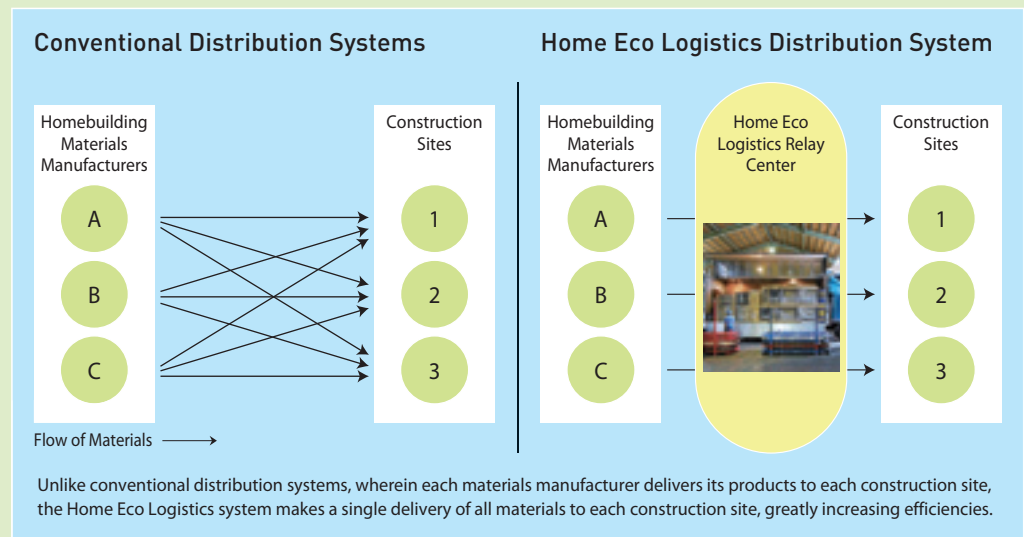 Conventional Distribution Systems
Homebuilding
Materials
Manufacturers
A
B
C
Construction
Sites
1
2
3
Flow of Materials
Home Eco Logistics Distribution System
Homebuilding
Materials
Manufacturers
A
B
C
Home Eco
Logistics Relay
Center
Construction
Sites
1
2
3
Unlike conventional distribution systems, wherein each materials manufacturer delivers its products to each construction site,
the Home Eco Logistics system makes a single delivery of all materials to each construction site, greatly increasing efficiencies.